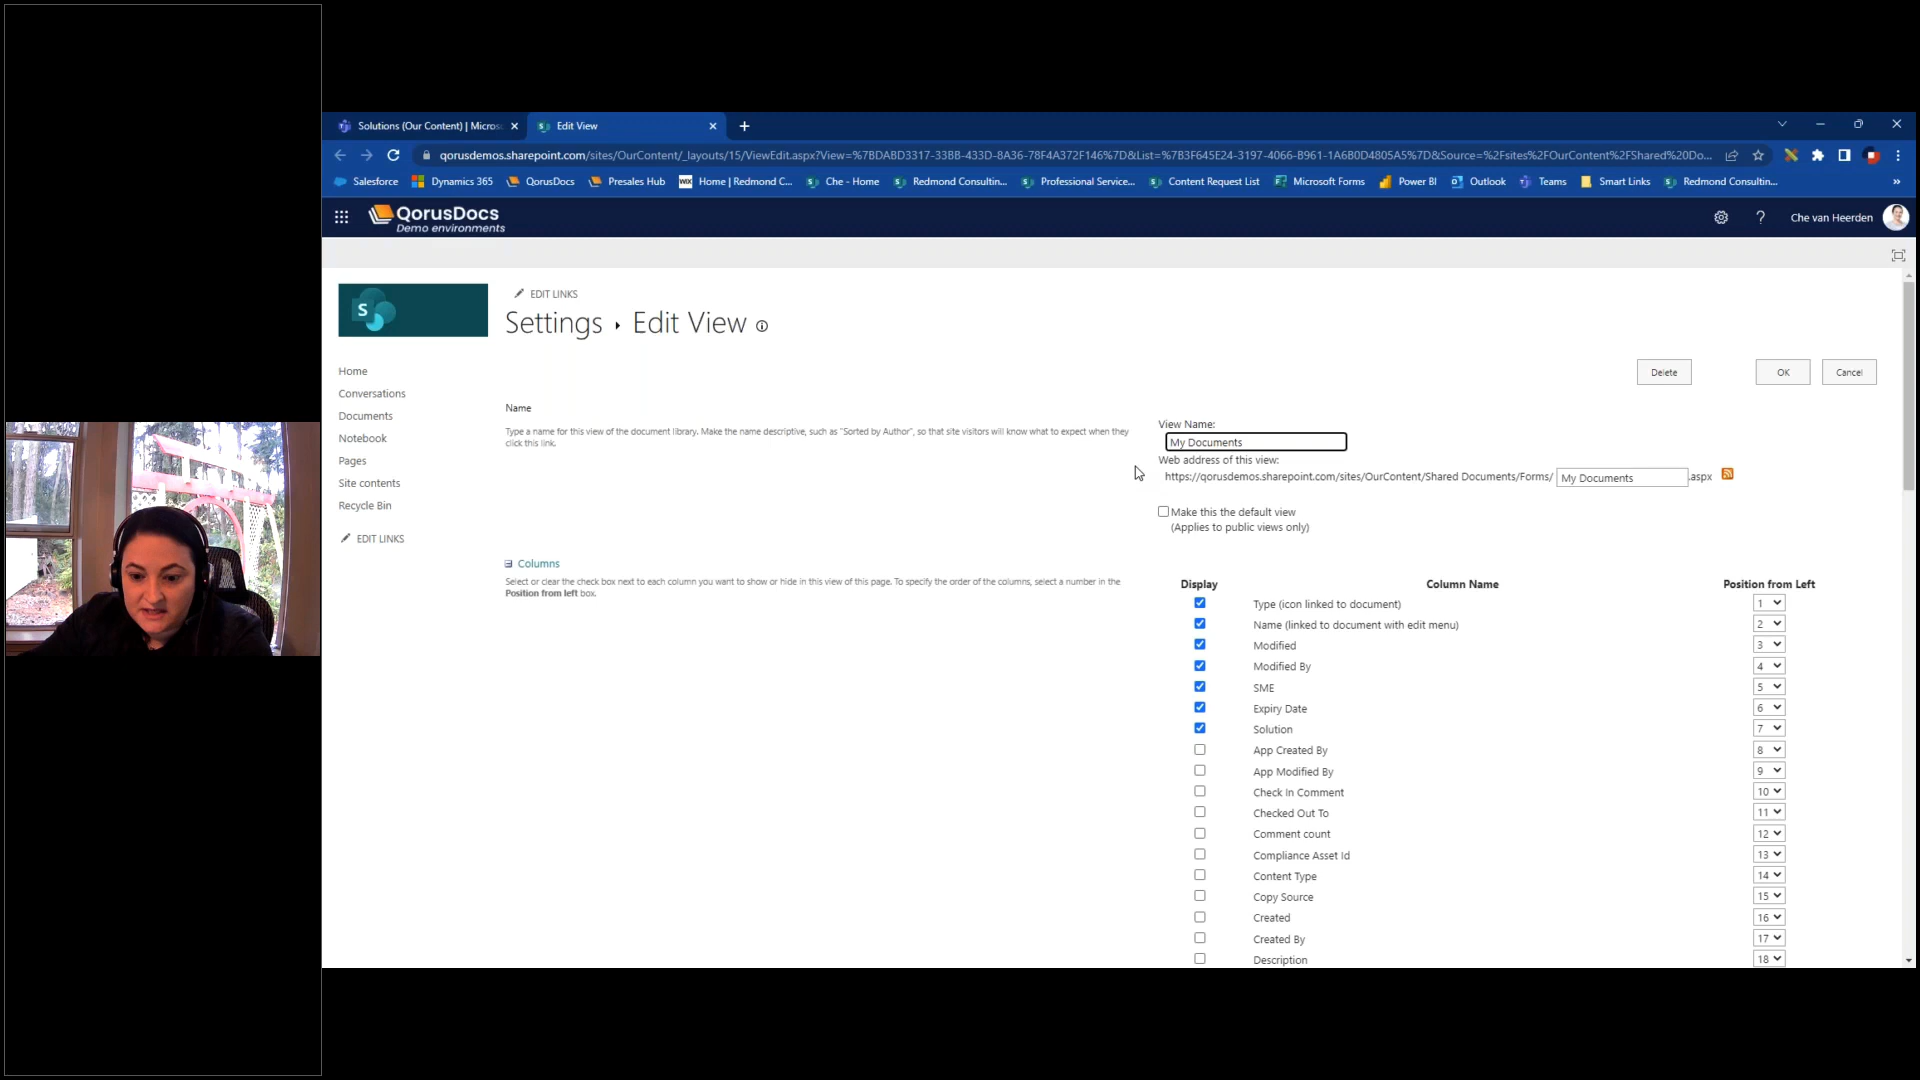 Solutions (Our Content) | Micros
Edit View
qorusdemos.sharepoint.com/sites/OurContent/_layouts/15/ViewEdit.aspx?View=%7BDABD3317-33BB-433D-8A36-78F4A372F146%7D&List=%7B3F645E24-3197-4066-B961-1A6B0D4805A5%7D&Source=%2Fsites%2FOurContent%2FShared%20Do...
Salesforce
Dynamics 365
QorusDocs
Presales Hub
Home | Redmond C...
Che - Home
Redmond Consultin...
Professional Service...
Content Request List
Microsoft Forms
Power BI
Outlook
Teams
Smart Links
Redmond Consultin...
»
QorusDocs
Demo environments
?
Che van Heerden
S
EDIT LINKS
Settings ▸ Edit View
Home
Conversations
Documents
Notebook
Pages
Site contents
Recycle Bin
EDIT LINKS
Delete
OK
Cancel
Name
Type a name for this view of the document library. Make the name descriptive, such as "Sorted by Author", so that site visitors will know what to expect when they
click this link.
View Name:
My Documents
Web address of this view:
https://qorusdemos.sharepoint.com/sites/OurContent/Shared Documents/Forms/ My Documents .aspx
Make this the default view
(Applies to public views only)
Columns
Select or clear the check box next to each column you want to show or hide in this view of this page. To specify the order of the columns, select a number in the
Position from left box.
Display Column Name Position from Left
Type (icon linked to document) 1
Name (linked to document with edit menu) 2
Modified 3
Modified By 4
SME 5
Expiry Date 6
Solution 7
App Created By 8
App Modified By 9
Check In Comment 10
Checked Out To 11
Comment count 12
Compliance Asset Id 13
Content Type 14
Copy Source 15
Created 16
Created By 17
Description 18